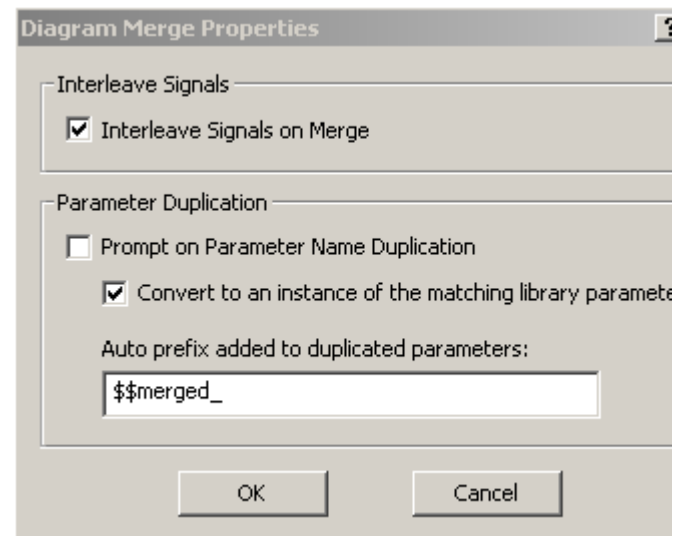 Diagram Merge Properties
Interleave Signals
Interleave Signals on Merge
Parameter Duplication
Prompt on Parameter Name Duplication
Convert to an instance of the matching library paramete
Auto prefix added to duplicated parameters:
$$merged_
OK Cancel